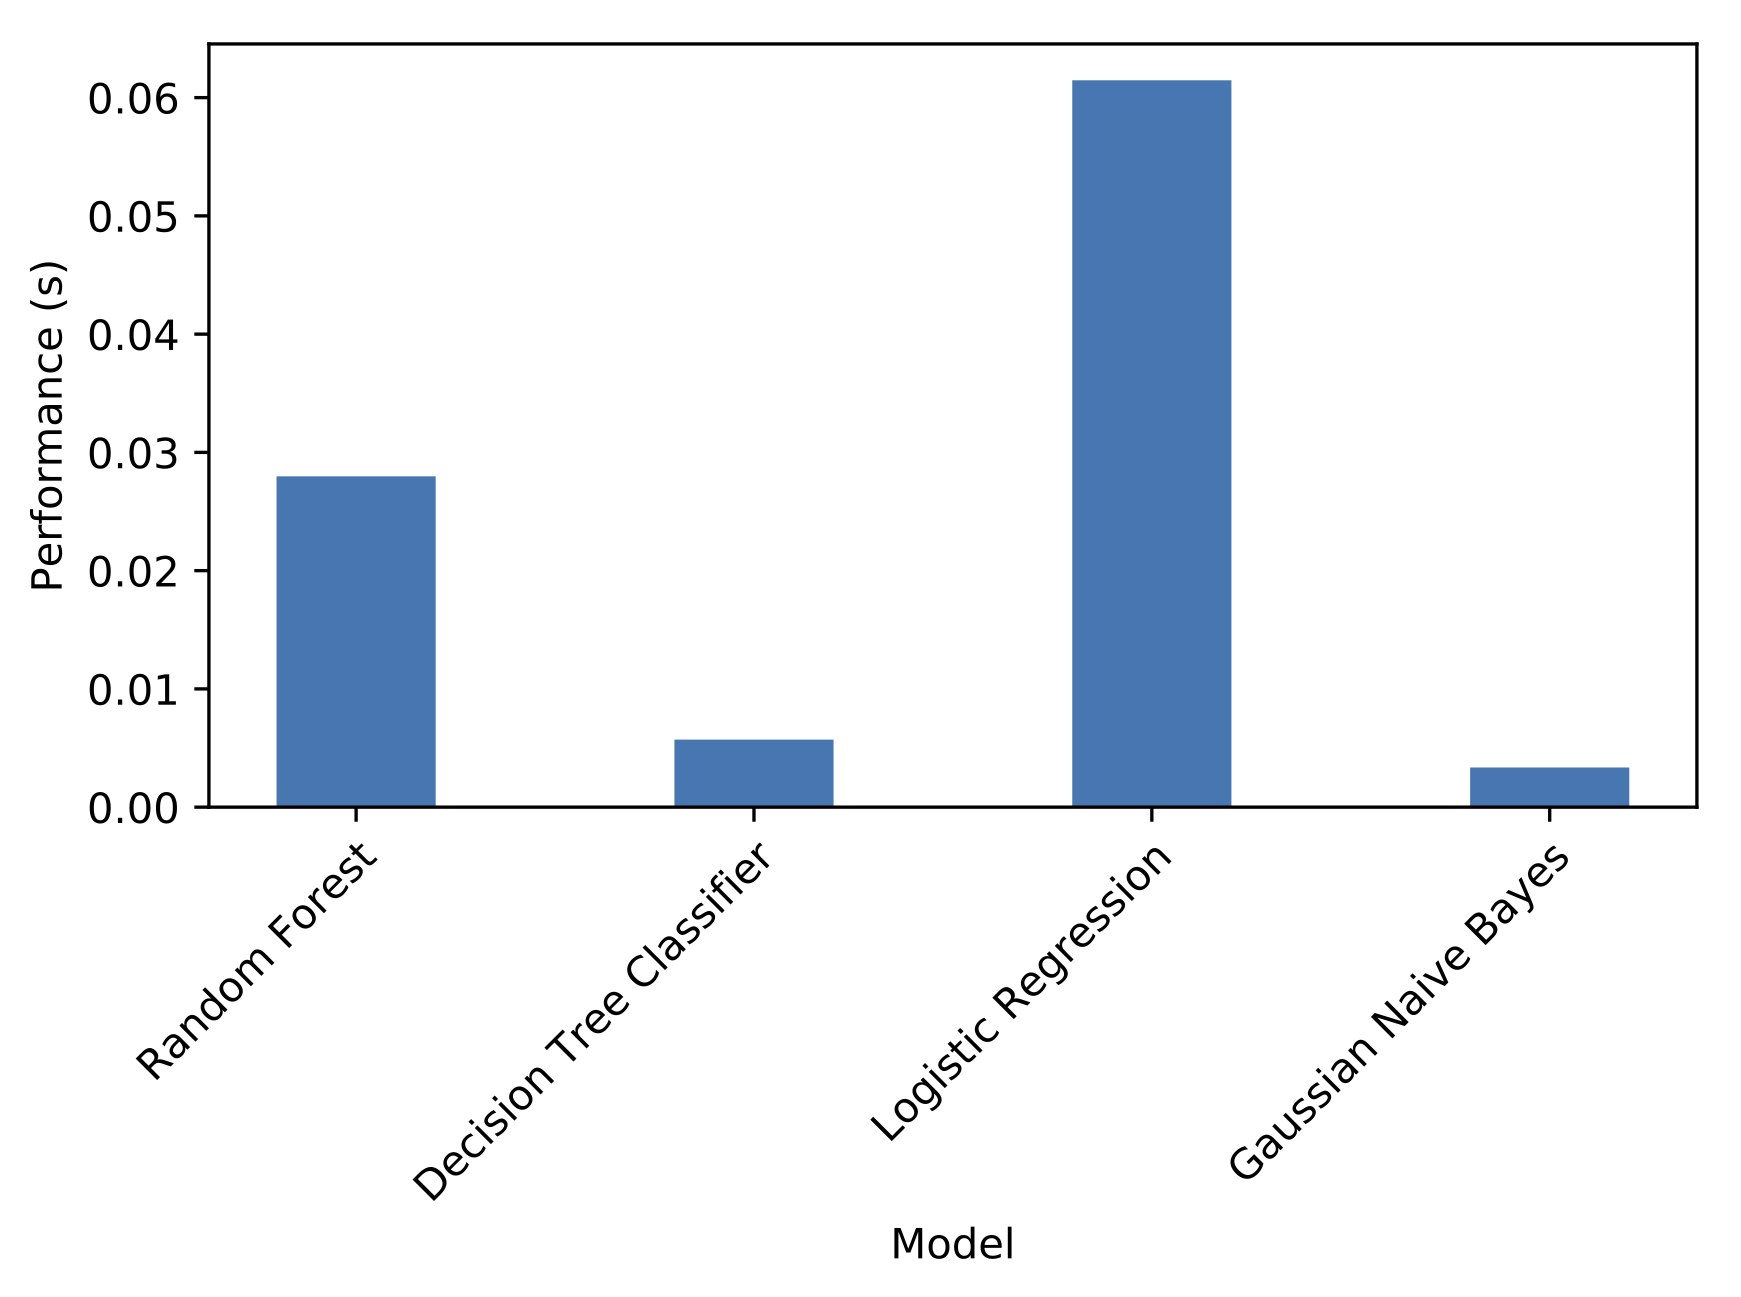 Performance (s)
0.06
0.05
0.04
0.03
0.02
0.01
0.00
Random Forest
Decision Tree Classifier
Logistic Regression
Gaussian Naive Bayes
Model